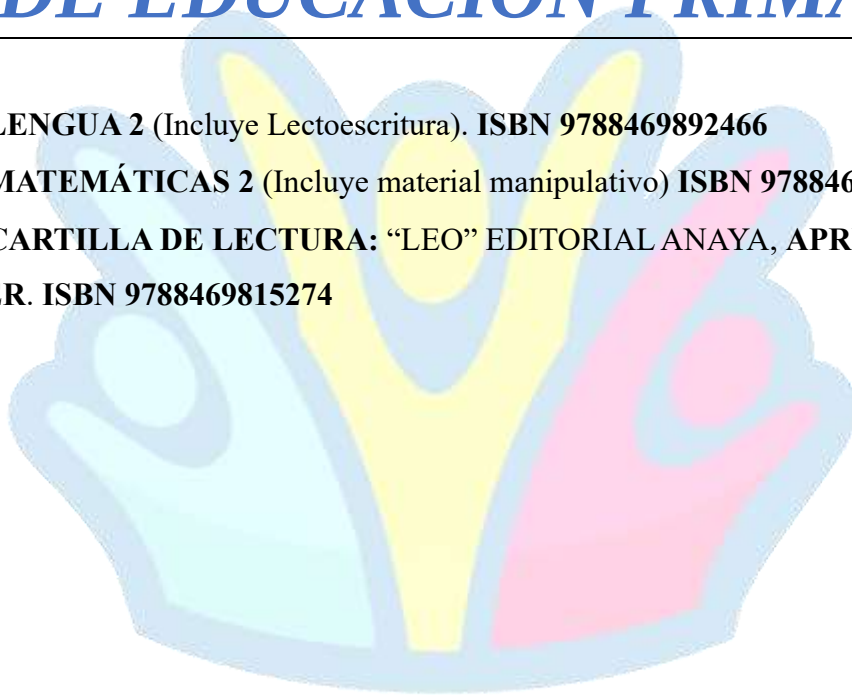 DE EDUCACIÓN PRIMA
LENGUA 2 (Incluye Lectoescritura). ISBN 9788469892466
MATEMÁTICAS 2 (Incluye material manipulativo) ISBN 978846
CARTILLA DE LECTURA: “LEO” EDITORIAL ANAYA, APR
ER. ISBN 9788469815274